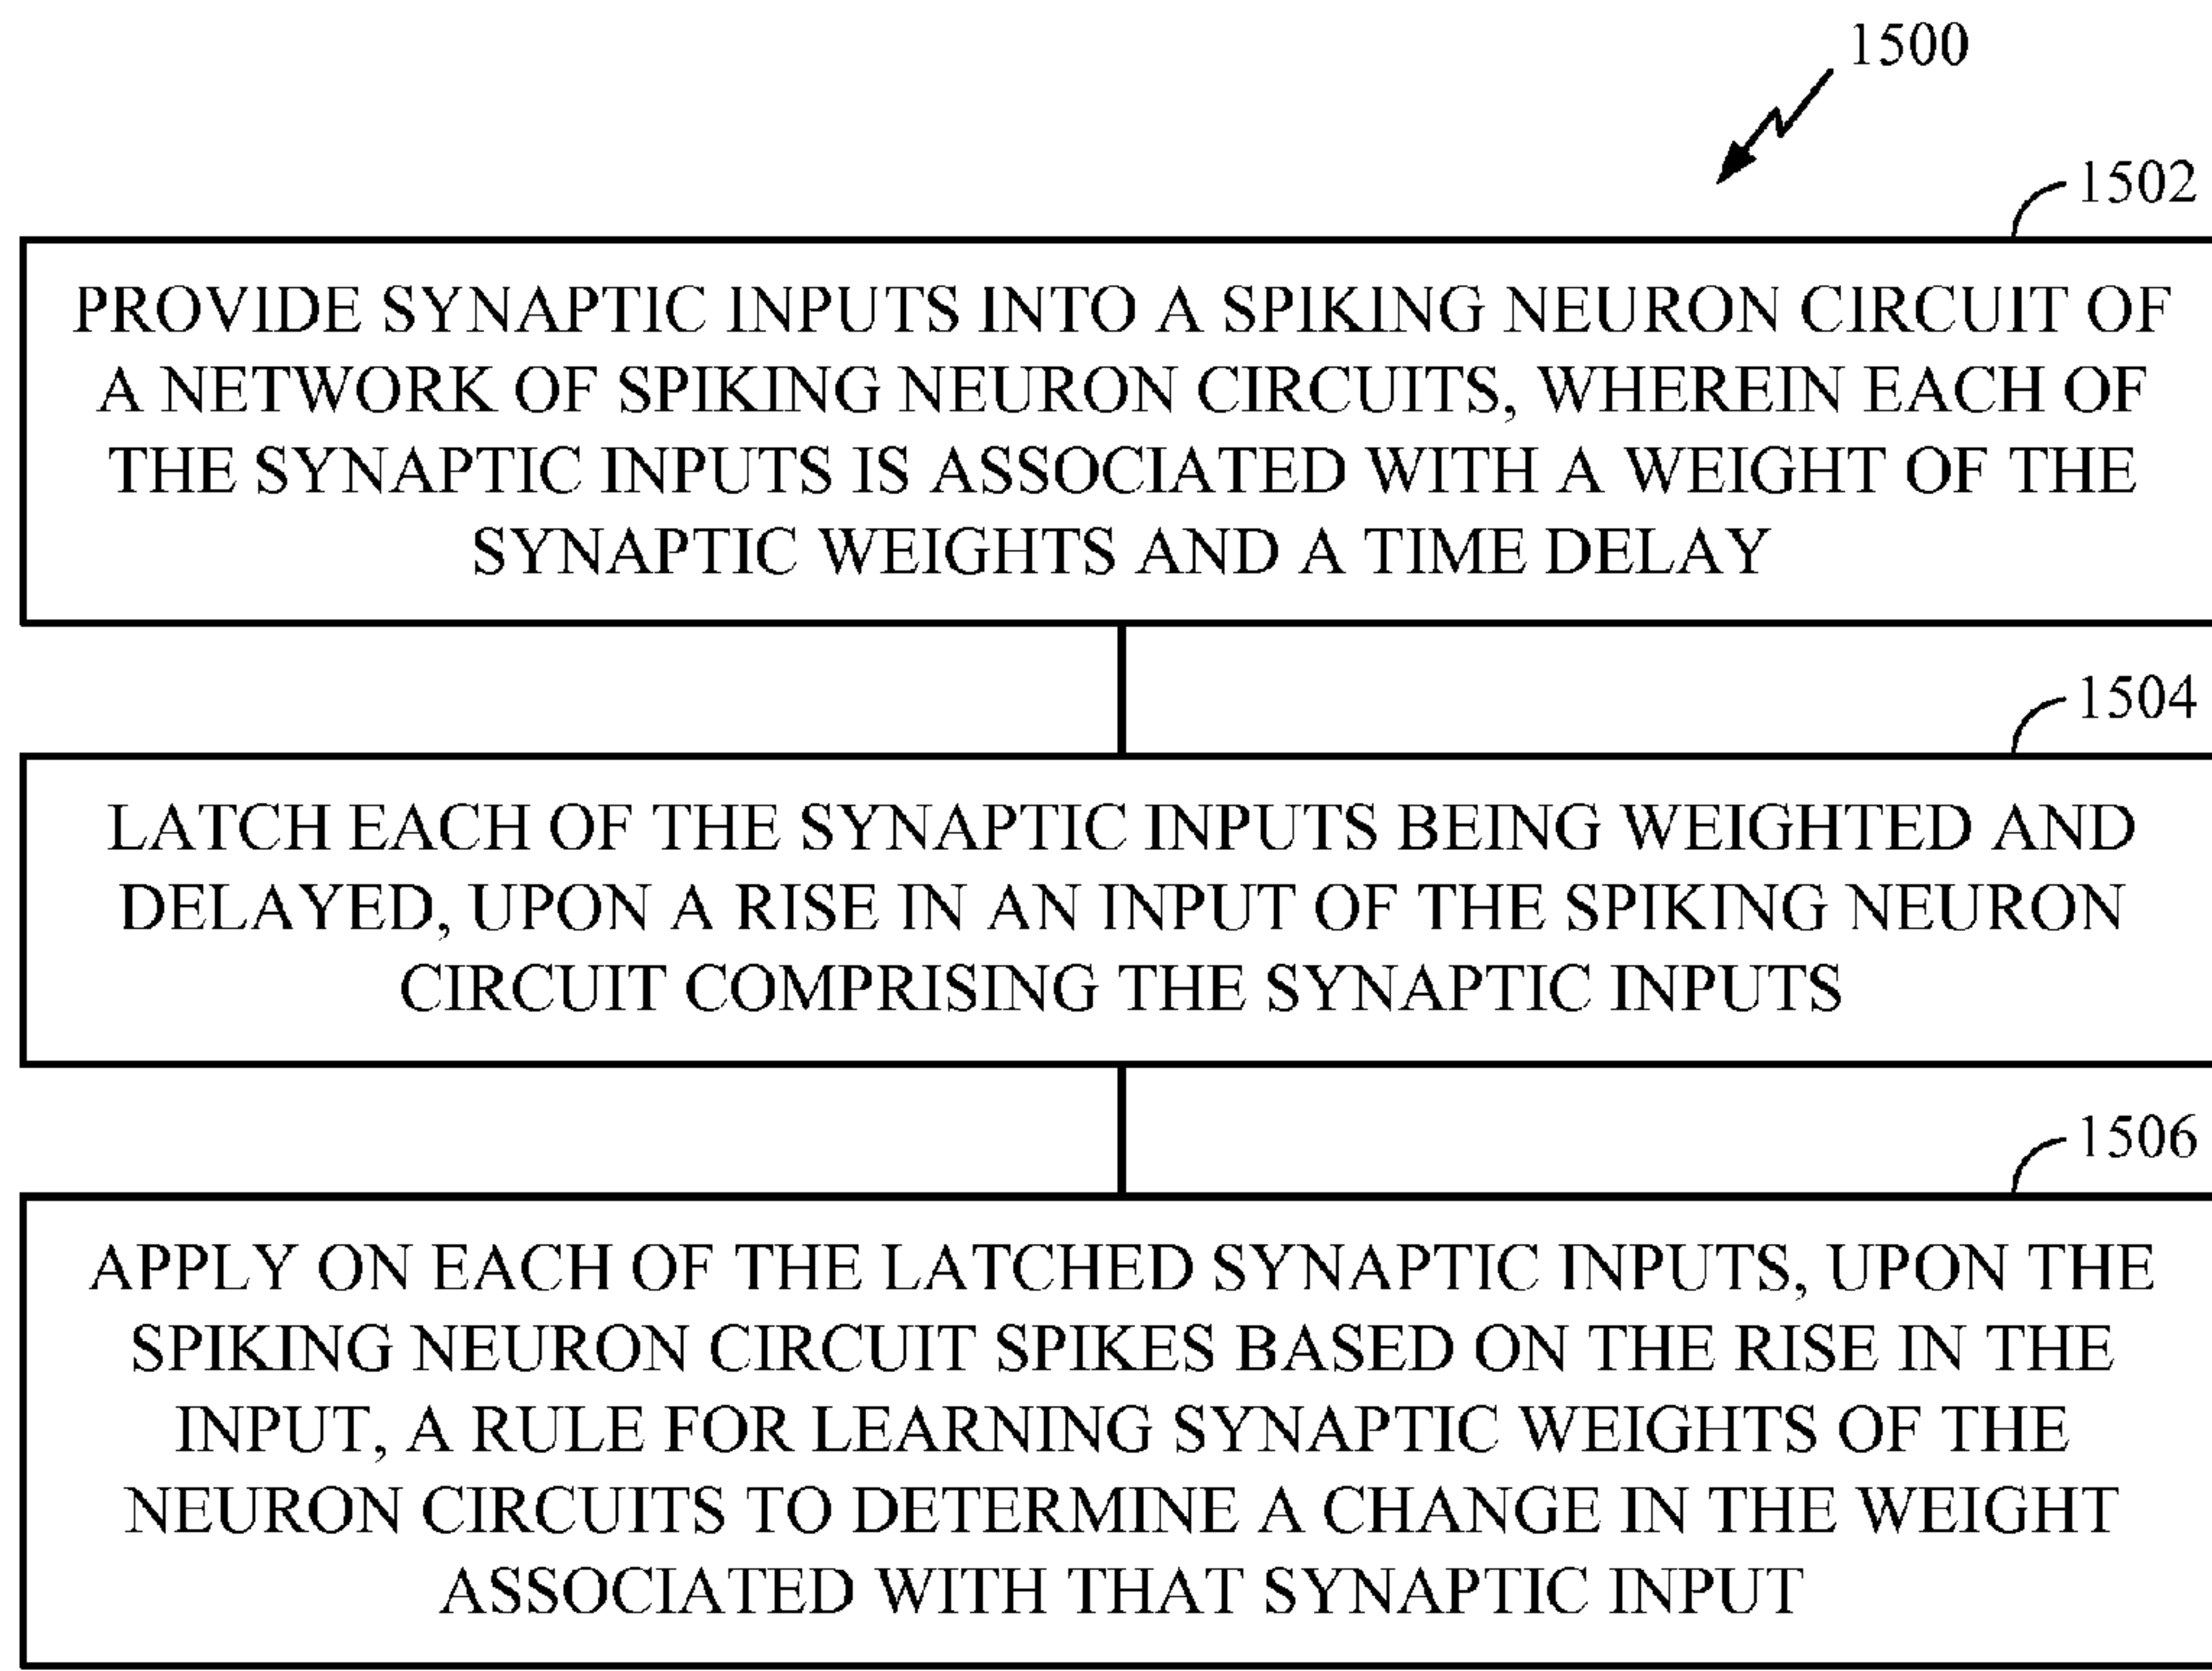 1500
1502
PROVIDE SYNAPTIC INPUTS INTO A SPIKING NEURON CIRCUIT OF
A NETWORK OF SPIKING NEURON CIRCUITS, WHEREIN EACH OF
THE SYNAPTIC INPUTS IS ASSOCIATED WITH A WEIGHT OF THE
SYNAPTIC WEIGHTS AND A TIME DELAY
1504
LATCH EACH OF THE SYNAPTIC INPUTS BEING WEIGHTED AND
DELAYED, UPON A RISE IN AN INPUT OF THE SPIKING NEURON
CIRCUIT COMPRISING THE SYNAPTIC INPUTS
1506
APPLY ON EACH OF THE LATCHED SYNAPTIC INPUTS, UPON THE
SPIKING NEURON CIRCUIT SPIKES BASED ON THE RISE IN THE
INPUT, A RULE FOR LEARNING SYNAPTIC WEIGHTS OF THE
NEURON CIRCUITS TO DETERMINE A CHANGE IN THE WEIGHT
ASSOCIATED WITH THAT SYNAPTIC INPUT